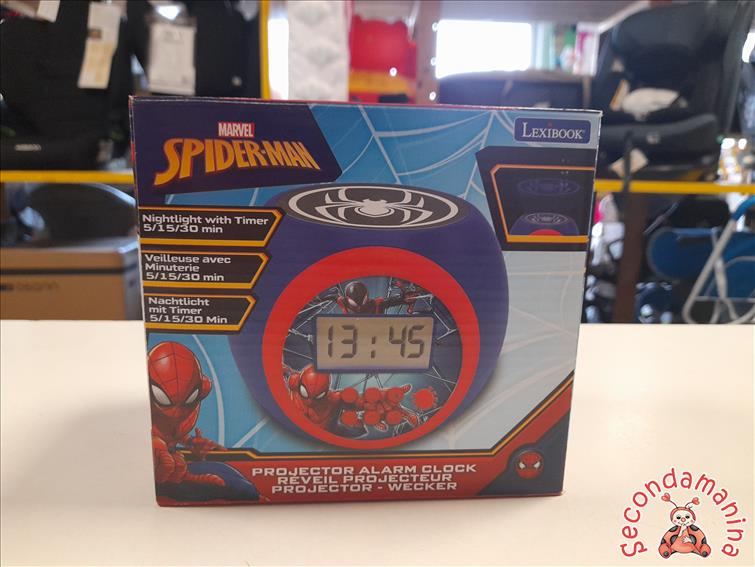 MARVEL
SPIDER-MAN
LEXIBOOK
Nightlight with Timer
5/15/30 min
Veilleuse avec
Minuterie
5/15/30 min
Nachtlicht
mit Timer
5/15/30 Min
13:45
PROJECTOR ALARM CLOCK
RÉVEIL PROJECTEUR
PROJECTOR - WECKER
Secondamanina